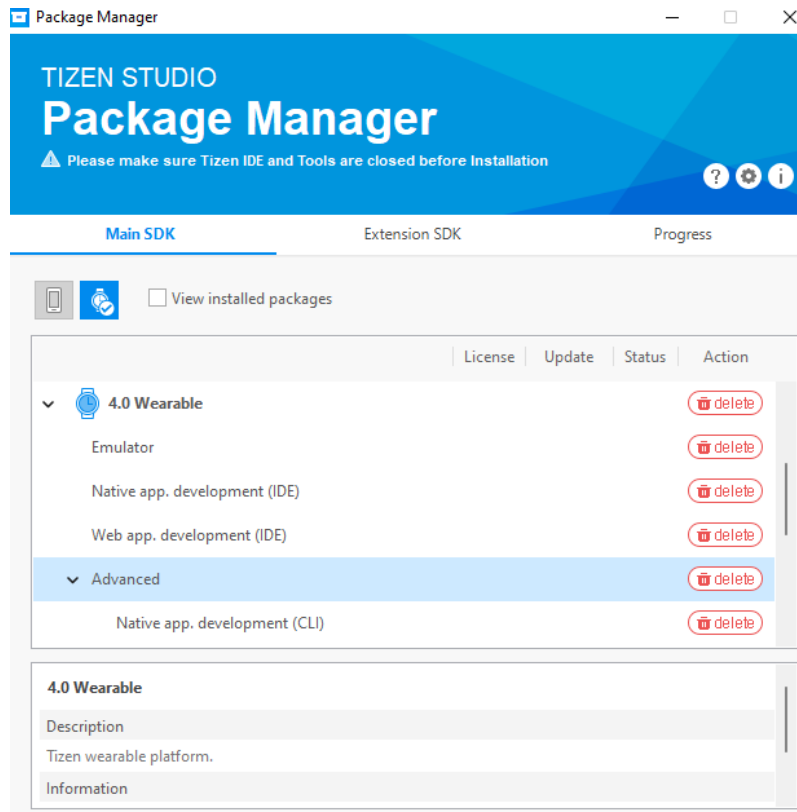 Package Manager
TIZEN STUDIO
Package Manager
Please make sure Tizen IDE and Tools are closed before Installation
Main SDK Extension SDK Progress
View installed packages
License Update Status Action
4.0 Wearable delete
Emulator delete
Native app. development (IDE) delete
Web app. development (IDE) delete
Advanced delete
Native app. development (CLI) delete
4.0 Wearable
Description
Tizen wearable platform.
Information